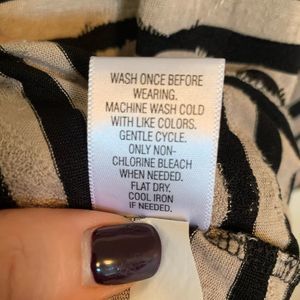 WASH ONCE BEFORE
WEARING.
MACHINE WASH COLD
WITH LIKE COLORS.
GENTLE CYCLE.
ONLY NON-
CHLORINE BLEACH
WHEN NEEDED.
FLAT DRY.
COOL IRON
IF NEEDED.